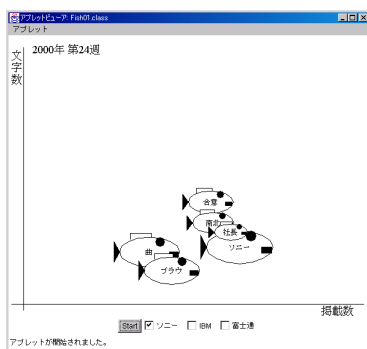 アプレットビューア: Fish01.class
アプレット
文字数
2000年 第24週
合意
南北
社長
ソニー
曲
ブラウ
掲載数
Start ソニー IBM 富士通
アプレットが開始されました。